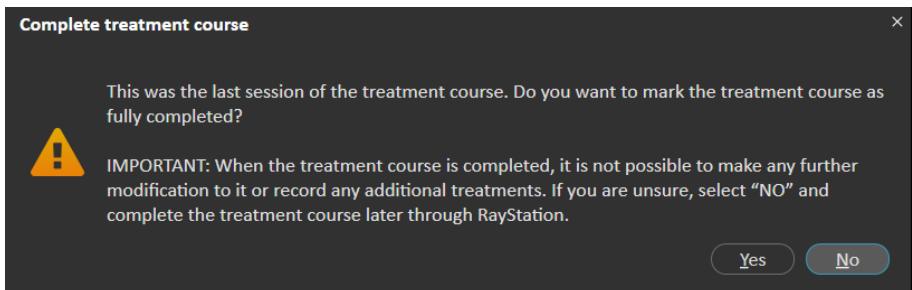 Complete treatment course
This was the last session of the treatment course. Do you want to mark the treatment course as
fully completed?
IMPORTANT: When the treatment course is completed, it is not possible to make any further
modification to it or record any additional treatments. If you are unsure, select “NO” and
complete the treatment course later through RayStation.
Yes No